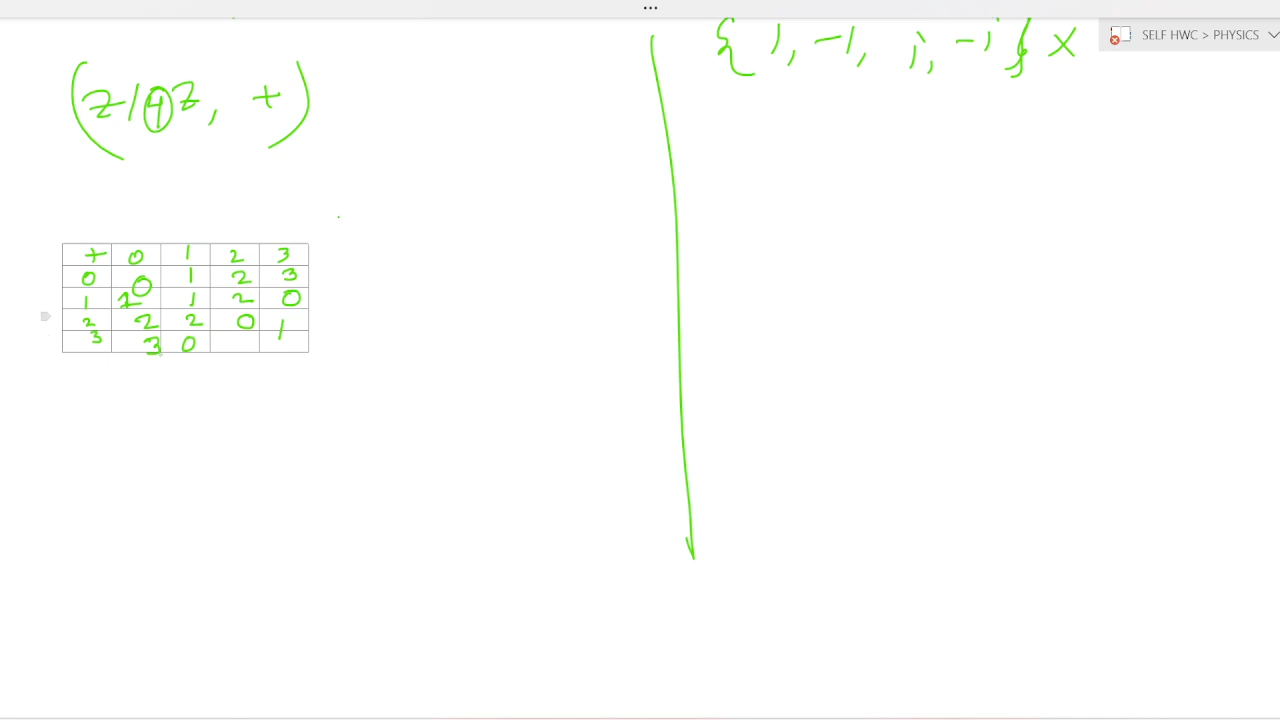 ...
{1, -1, i, -i} ×
SELF HWC > PHYSICS
(Z/4Z, +)
+ 0 1 2 3
0 0 1 2 3
1 1 1 2 0
2 2 2 0 1
3 3 0